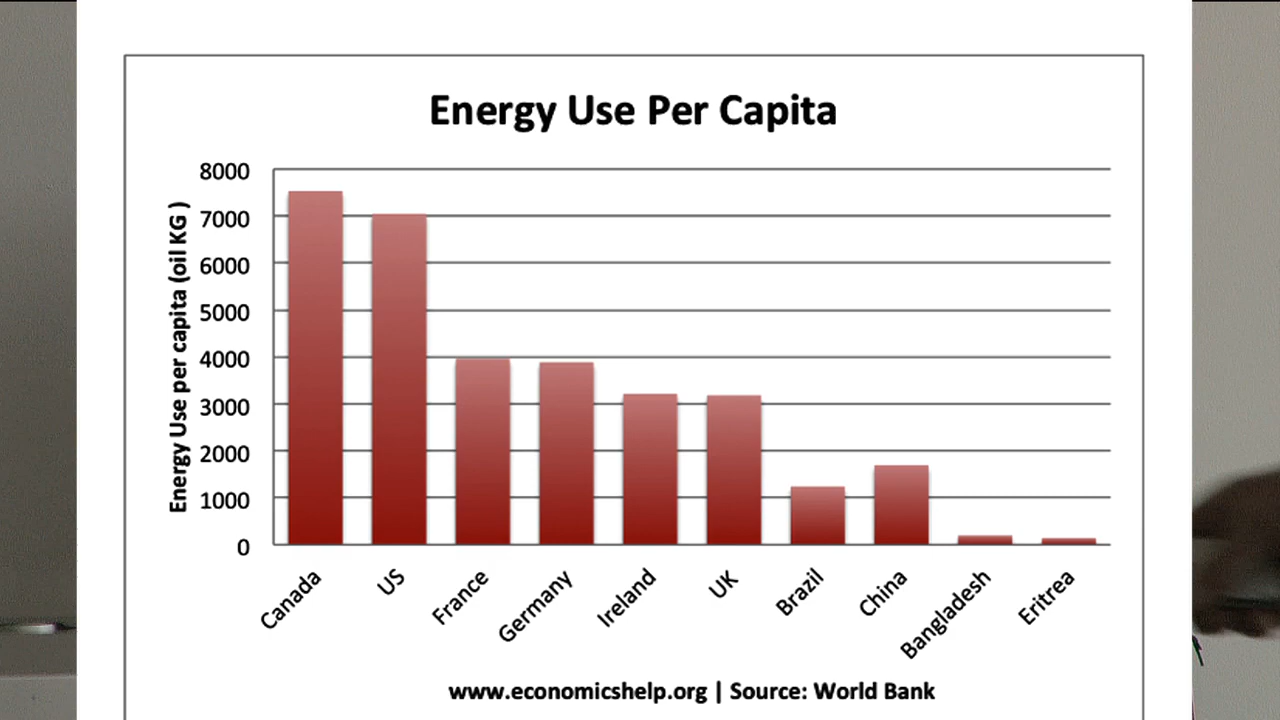 Energy Use Per Capita
Energy Use per capita (oil KG )
8000
7000
6000
5000
4000
3000
2000
1000
0
Canada
US
France
Germany
Ireland
UK
Brazil
China
Bangladesh
Eritrea
www.economicshelp.org | Source: World Bank